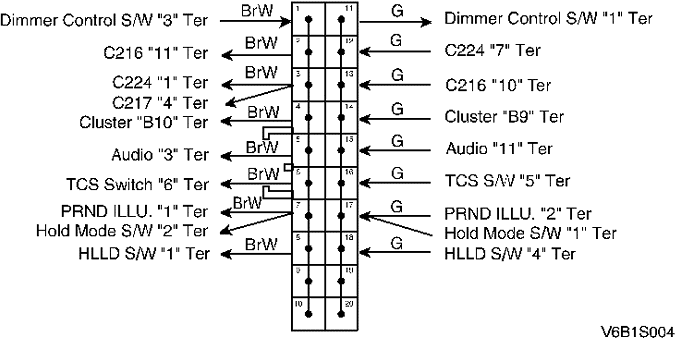 Dimmer Control S/W "3" Ter BrW 1 11 G Dimmer Control S/W "1" Ter
C216 "11" Ter BrW 2 12 G C224 "7" Ter
C224 "1" Ter BrW 3 13 G C216 "10" Ter
C217 "4" Ter
Cluster "B10" Ter BrW 4 14 G Cluster "B9" Ter
Audio "3" Ter BrW 5 15 G Audio "11" Ter
TCS Switch "6" Ter BrW 6 16 G TCS S/W "5" Ter
PRND ILLU. "1" Ter BrW 7 17 G PRND ILLU. "2" Ter
Hold Mode S/W "2" Ter Hold Mode S/W "1" Ter
HLLD S/W "1" Ter BrW 8 18 G HLLD S/W "4" Ter
9 19
10 20
V6B1S004